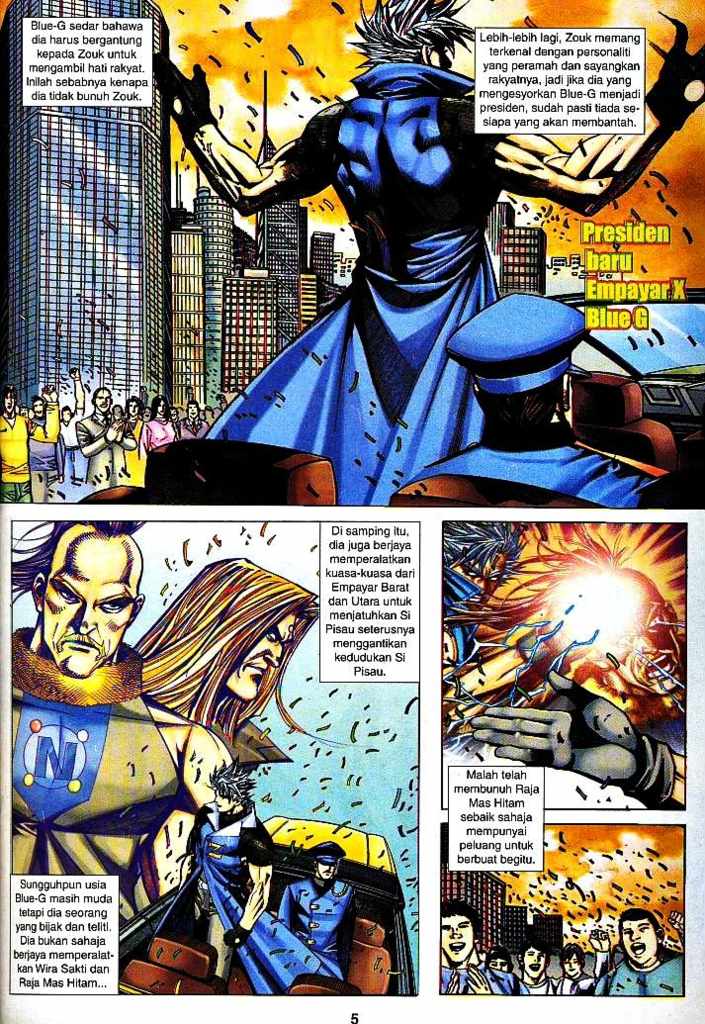 Blue-G sedar bahawa
dia harus bergantung
kepada Zouk untuk
mengambil hati rakyat.
Inilah sebabnya kenapa
dia tidak bunuh Zouk.
Lebih-lebih lagi, Zouk memang
terkenal dengan personaliti
yang peramah dan sayangkan
rakyatnya, jadi jika dia yang
mengesyorkan Blue-G menjadi
presiden, sudah pasti tiada se-
siapa yang akan membantah.
Presiden
baru
Empayar X
Blue G
Di samping itu,
dia juga berjaya
memperalatkan
kuasa-kuasa dari
Empayar Barat
dan Utara untuk
menjatuhkan Si
Pisau seterusnya
menggantikan
kedudukan Si
Pisau.
N
Sungguhpun usia
Blue-G masih muda
tetapi dia seorang
yang bijak dan teliti.
Dia bukan sahaja
berjaya memperalatkan
Wira Sakti dan
Raja Mas Hitam...
Malah telah
membunuh Raja
Mas Hitam
sebaik sahaja
mempunyai
peluang untuk
berbuat begitu.
5